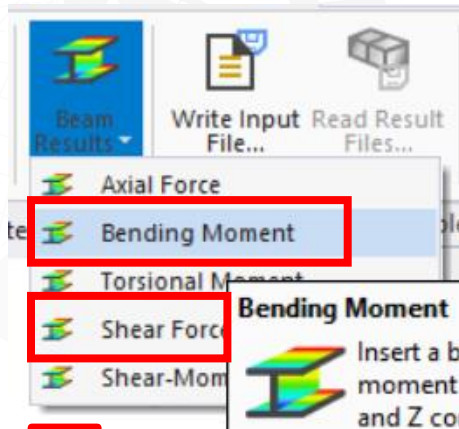 Beam Results
Write Input File...
Read Result Files...
Axial Force
Bending Moment
Torsional Moment
Shear Force
Bending Moment
Insert a b
Shear-Mom
moment
and Z co